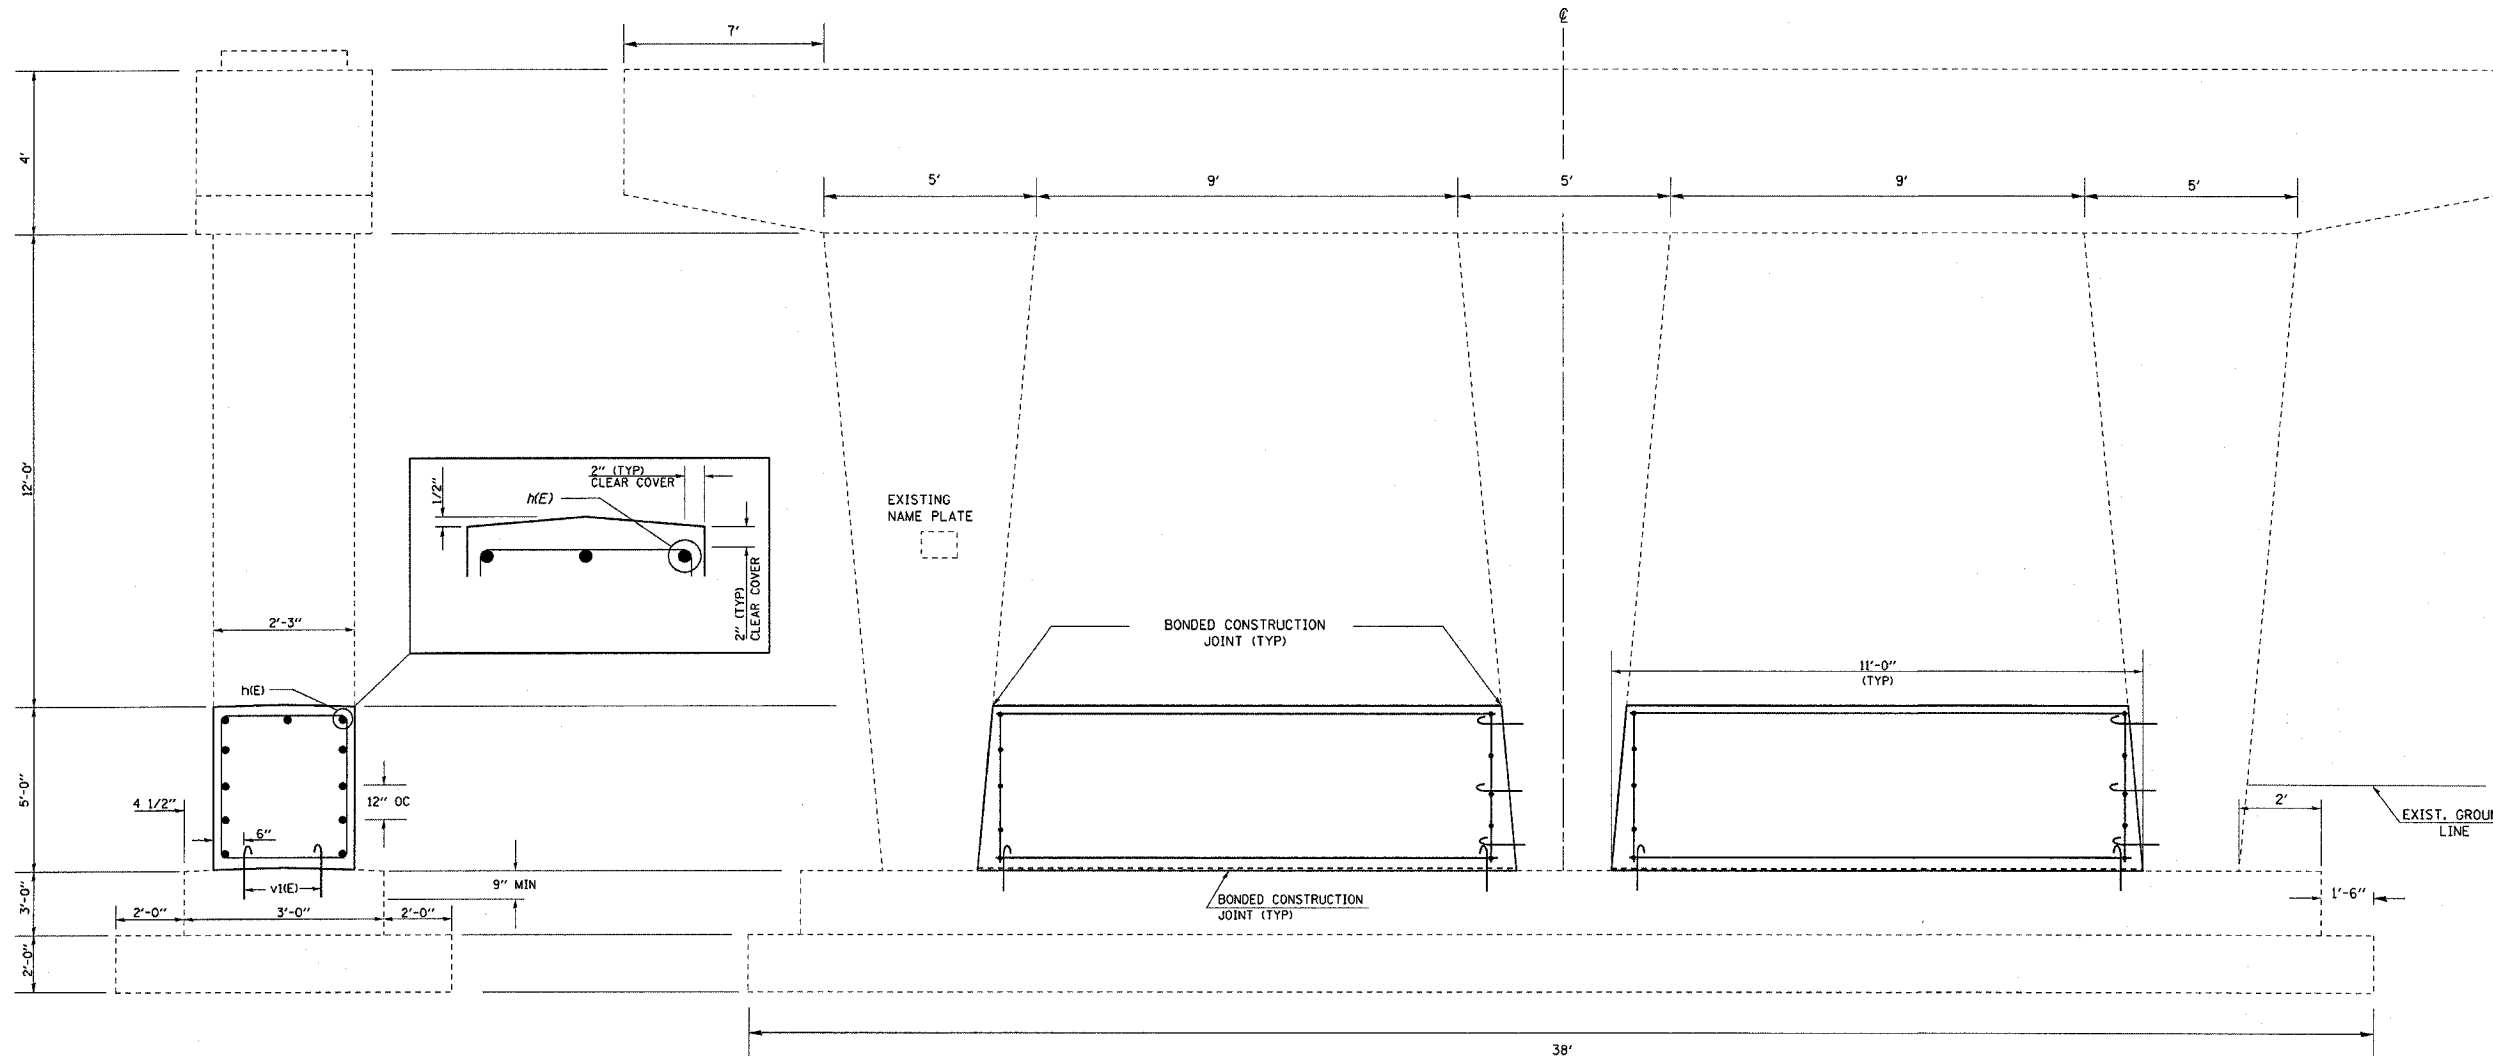 ℄
7'
4'
5'
9'
5'
9'
5'
12'-0'
2" (TYP)
CLEAR COVER
1/2"
h(E)
2" (TYP)
CLEAR COVER
EXISTING
NAME PLATE
2'-3"
BONDED CONSTRUCTION
JOINT (TYP)
11'-0"
(TYP)
h(E)
5'-0"
4 1/2"
12" OC
6"
2'
EXIST. GROU
LINE
v1(E)
9" MIN
3'-0"
2'-0"
3'-0"
2'-0"
BONDED CONSTRUCTION
JOINT (TYP)
1'-6"
2'-0"
38'